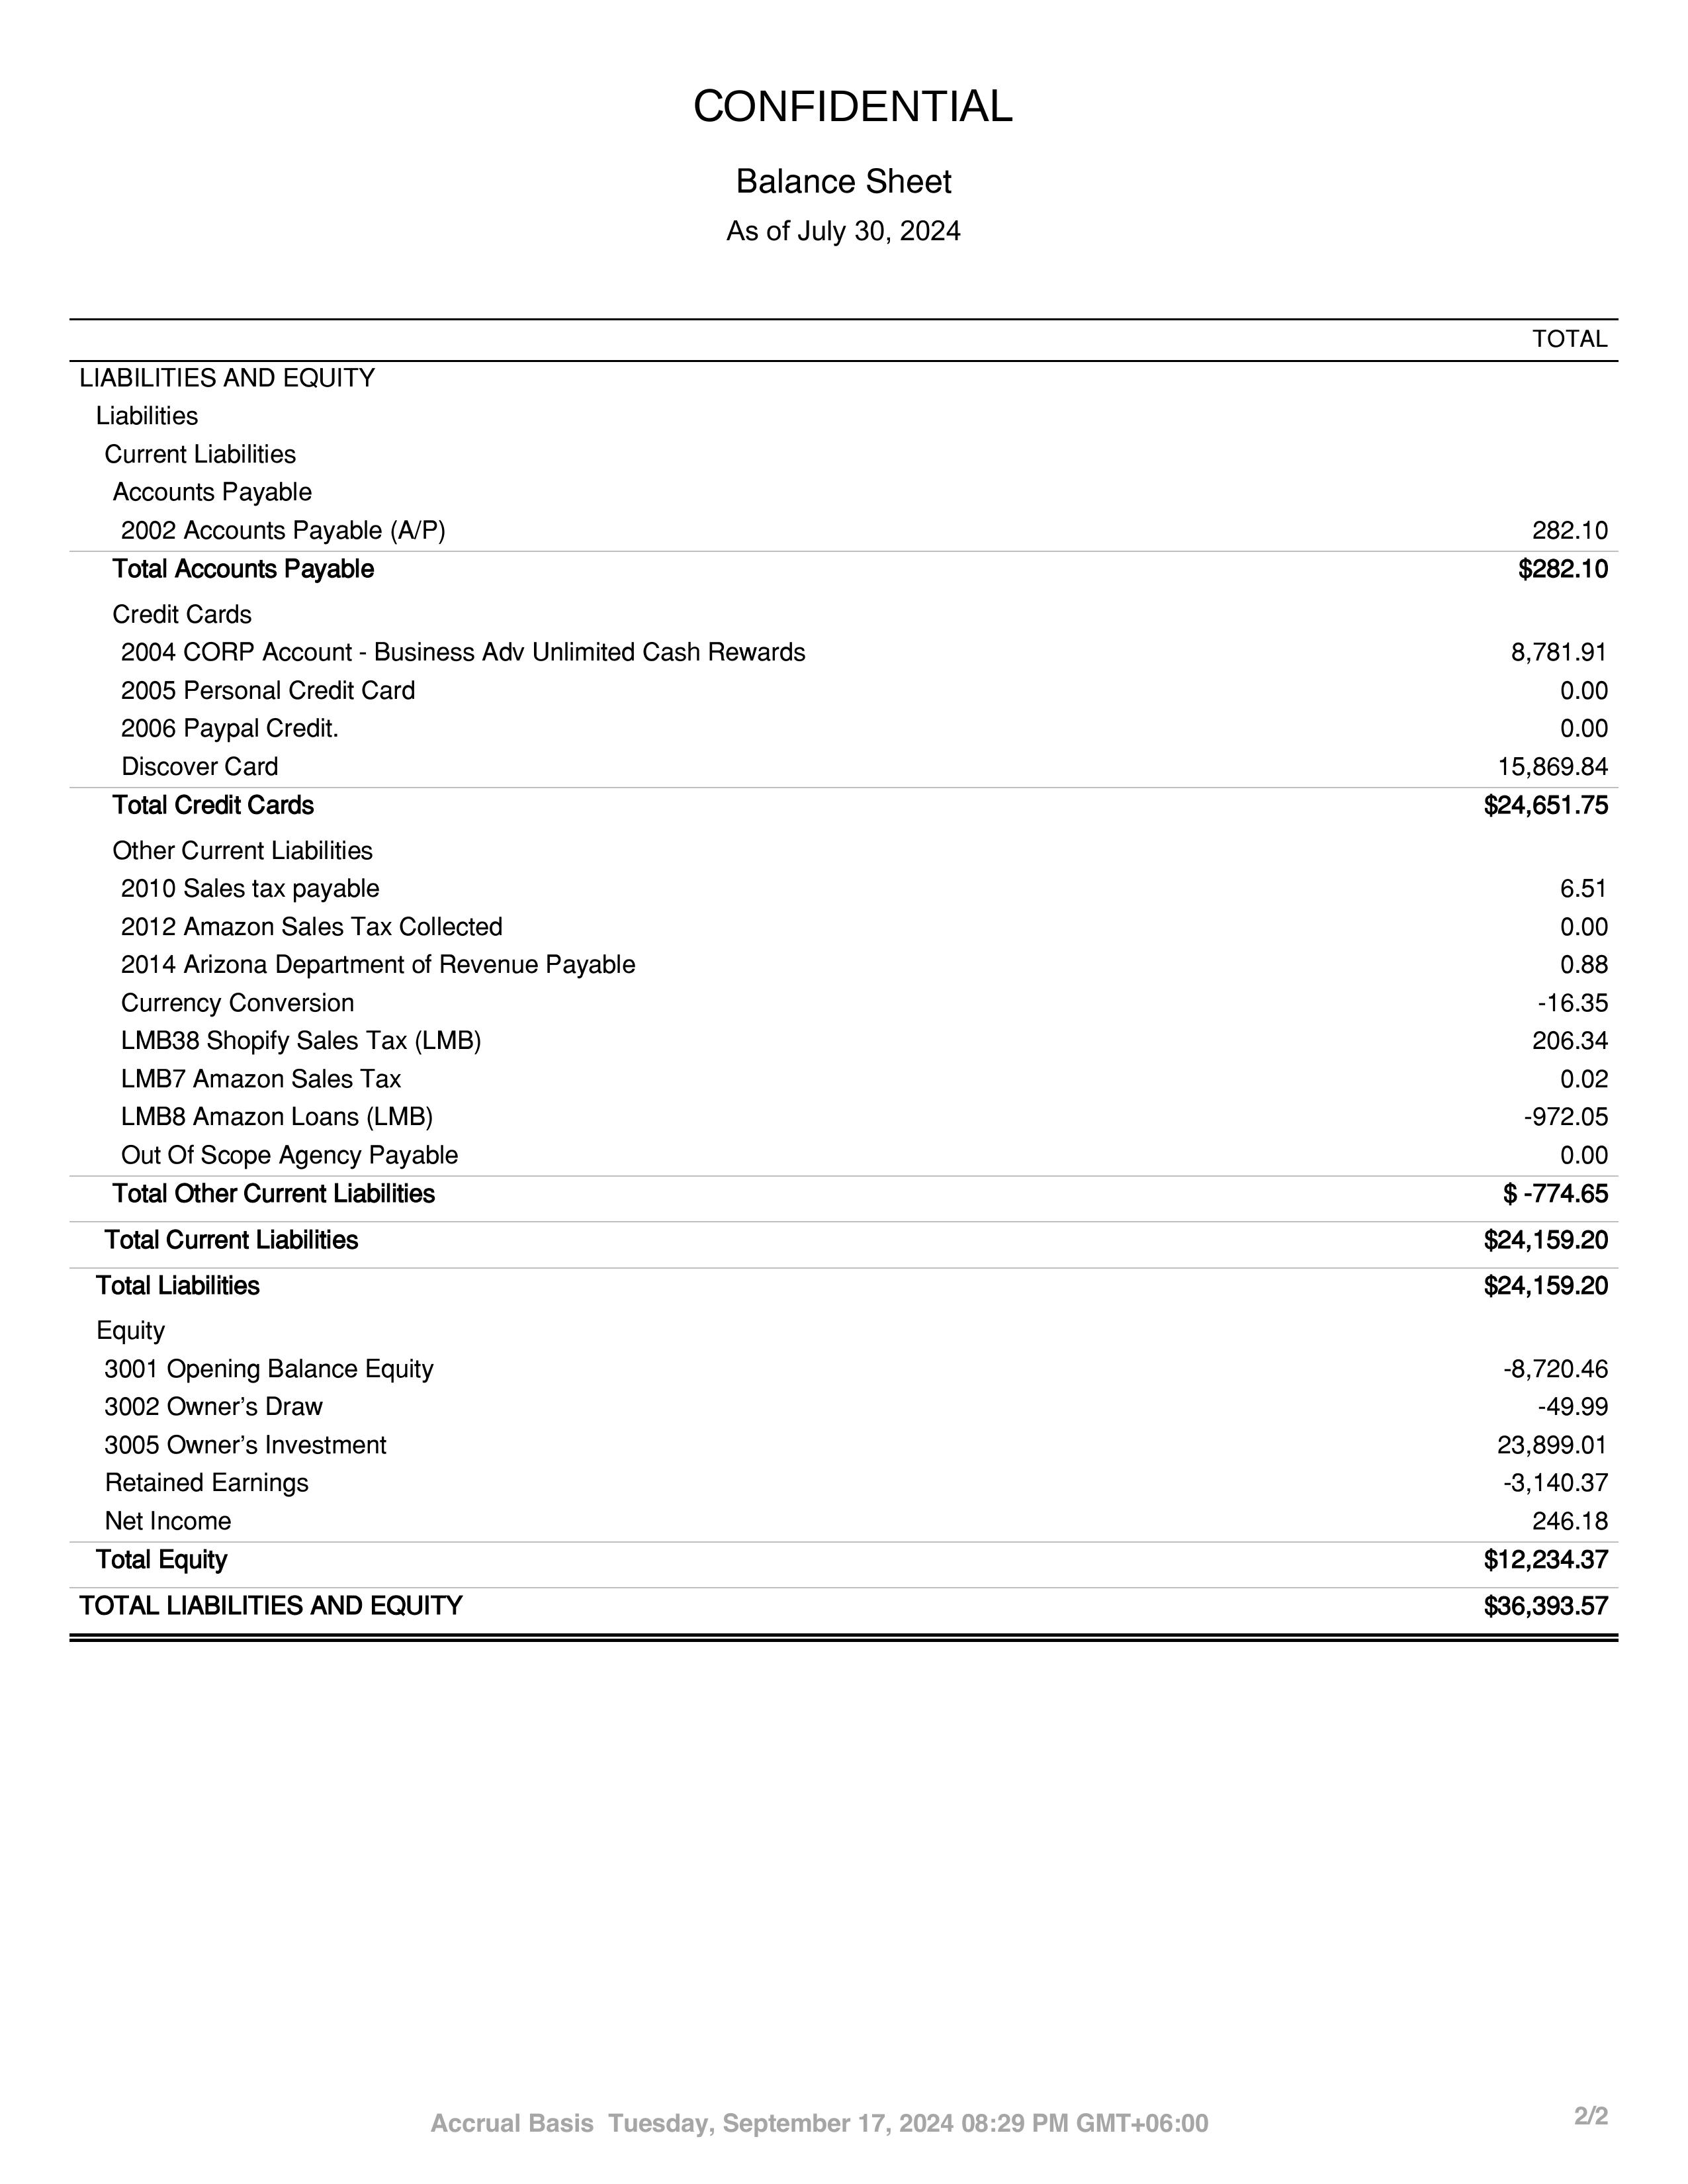 CONFIDENTIAL
Balance Sheet
As of July 30, 2024
TOTAL
LIABILITIES AND EQUITY
Liabilities
Current Liabilities
Accounts Payable
2002 Accounts Payable (A/P) 282.10
Total Accounts Payable $282.10
Credit Cards
2004 CORP Account - Business Adv Unlimited Cash Rewards 8,781.91
2005 Personal Credit Card 0.00
2006 Paypal Credit. 0.00
Discover Card 15,869.84
Total Credit Cards $24,651.75
Other Current Liabilities
2010 Sales tax payable 6.51
2012 Amazon Sales Tax Collected 0.00
2014 Arizona Department of Revenue Payable 0.88
Currency Conversion -16.35
LMB38 Shopify Sales Tax (LMB) 206.34
LMB7 Amazon Sales Tax 0.02
LMB8 Amazon Loans (LMB) -972.05
Out Of Scope Agency Payable 0.00
Total Other Current Liabilities $ -774.65
Total Current Liabilities $24,159.20
Total Liabilities $24,159.20
Equity
3001 Opening Balance Equity -8,720.46
3002 Owner’s Draw -49.99
3005 Owner’s Investment 23,899.01
Retained Earnings -3,140.37
Net Income 246.18
Total Equity $12,234.37
TOTAL LIABILITIES AND EQUITY $36,393.57
Accrual Basis Tuesday, September 17, 2024 08:29 PM GMT+06:00 2/2